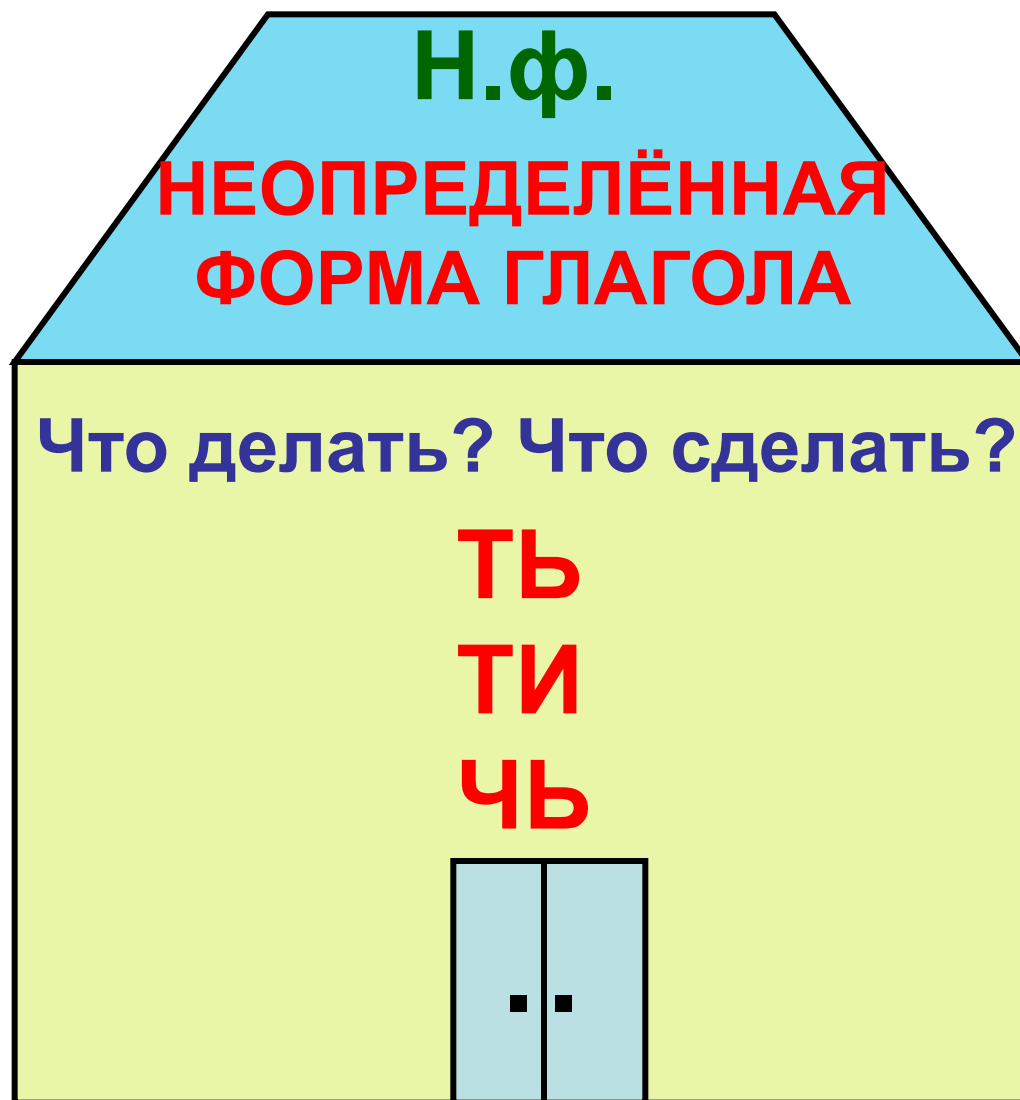 Н.ф.
НЕОПРЕДЕЛЁННАЯ
ФОРМА ГЛАГОЛА
Что делать? Что сделать?
ТЬ
ТИ
ЧЬ